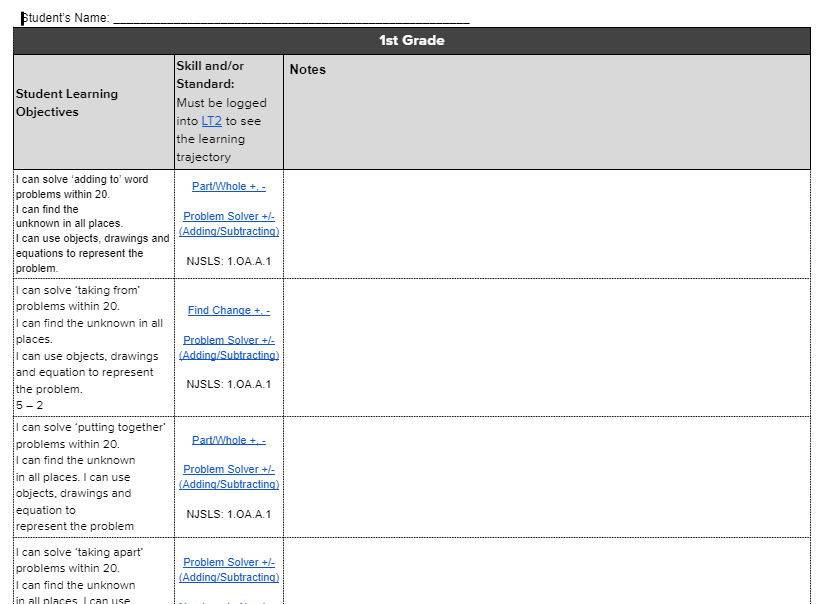 Student's Name: ______________________________________________________
1st Grade
Student Learning
Objectives
Skill and/or
Standard:
Must be logged
into LT2 to see
the learning
trajectory
Notes
I can solve 'adding to' word
problems within 20.
I can find the
unknown in all places.
I can use objects, drawings and
equations to represent the
problem.
Part/Whole +, -
Problem Solver +/-
(Adding/Subtracting)
NJSLS: 1.OA.A.1
I can solve 'taking from'
problems within 20.
I can find the unknown in all
places.
I can use objects, drawings
and equation to represent
the problem.
5 – 2
Find Change +, -
Problem Solver +/-
(Adding/Subtracting)
NJSLS: 1.OA.A.1
I can solve 'putting together'
problems within 20.
I can find the unknown
in all places. I can use
objects, drawings and
equation to
represent the problem
Part/Whole +, -
Problem Solver +/-
(Adding/Subtracting)
NJSLS: 1.OA.A.1
I can solve 'taking apart'
problems within 20.
I can find the unknown
in all places. I can use
Problem Solver +/-
(Adding/Subtracting)